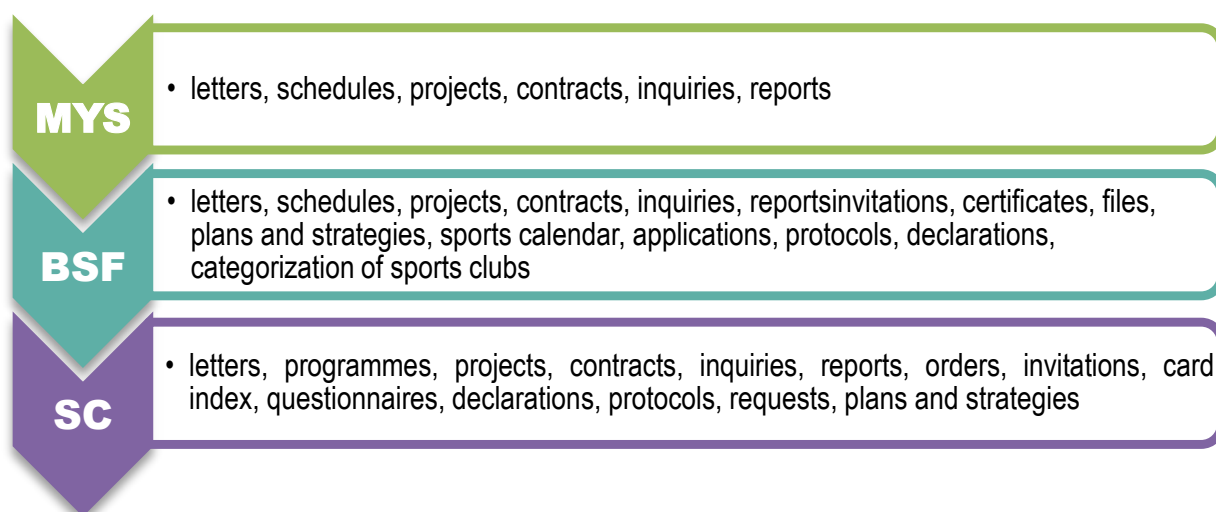 MYS
• letters, schedules, projects, contracts, inquiries, reports
BSF
• letters, schedules, projects, contracts, inquiries, reportsinvitations, certificates, files,
plans and strategies, sports calendar, applications, protocols, declarations,
categorization of sports clubs
SC
• letters, programmes, projects, contracts, inquiries, reports, orders, invitations, card
index, questionnaires, declarations, protocols, requests, plans and strategies